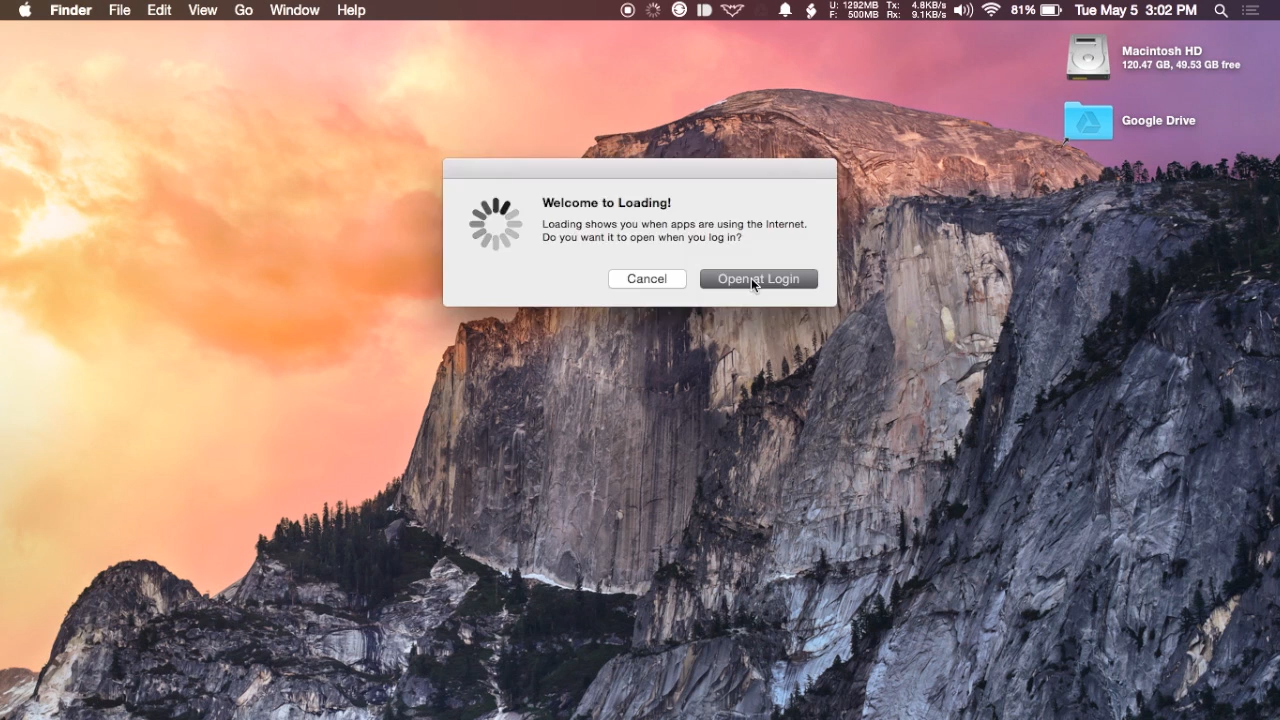 Finder File Edit View Go Window Help
U: 1292MB Tx: 4.8KB/s
F: 500MB Rx: 9.1KB/s
81% Tue May 5 3:02 PM
Macintosh HD
120.47 GB, 49.53 GB free
Google Drive
Welcome to Loading!
Loading shows you when apps are using the Internet.
Do you want it to open when you log in?
Cancel Open at Login